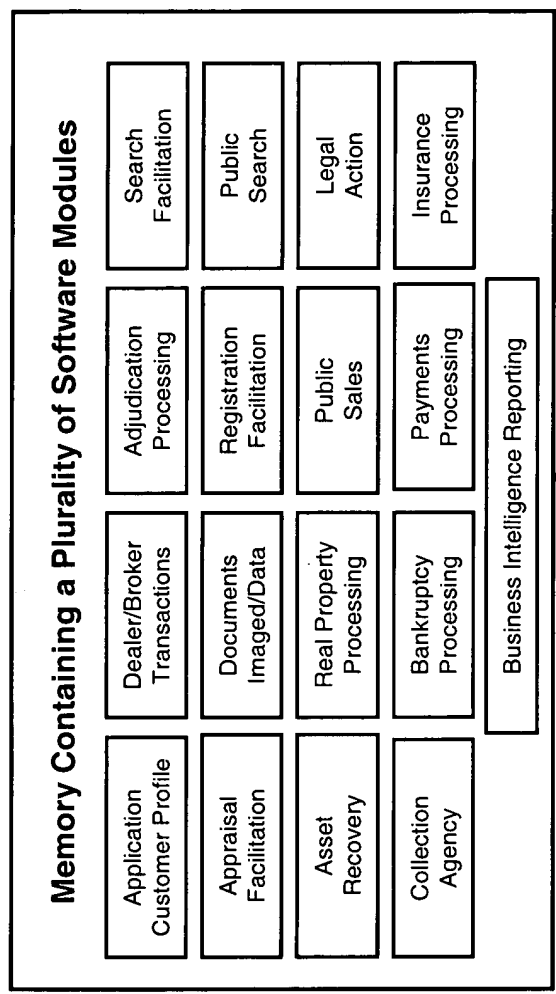 Memory Containing a Plurality of Software Modules
Application
Customer Profile
Dealer/Broker
Transactions
Adjudication
Processing
Search
Facilitation
Appraisal
Facilitation
Documents
Imaged/Data
Registration
Facilitation
Public
Search
Asset
Recovery
Real Property
Processing
Public
Sales
Legal
Action
Collection
Agency
Bankruptcy
Processing
Payments
Processing
Insurance
Processing
Business Intelligence Reporting